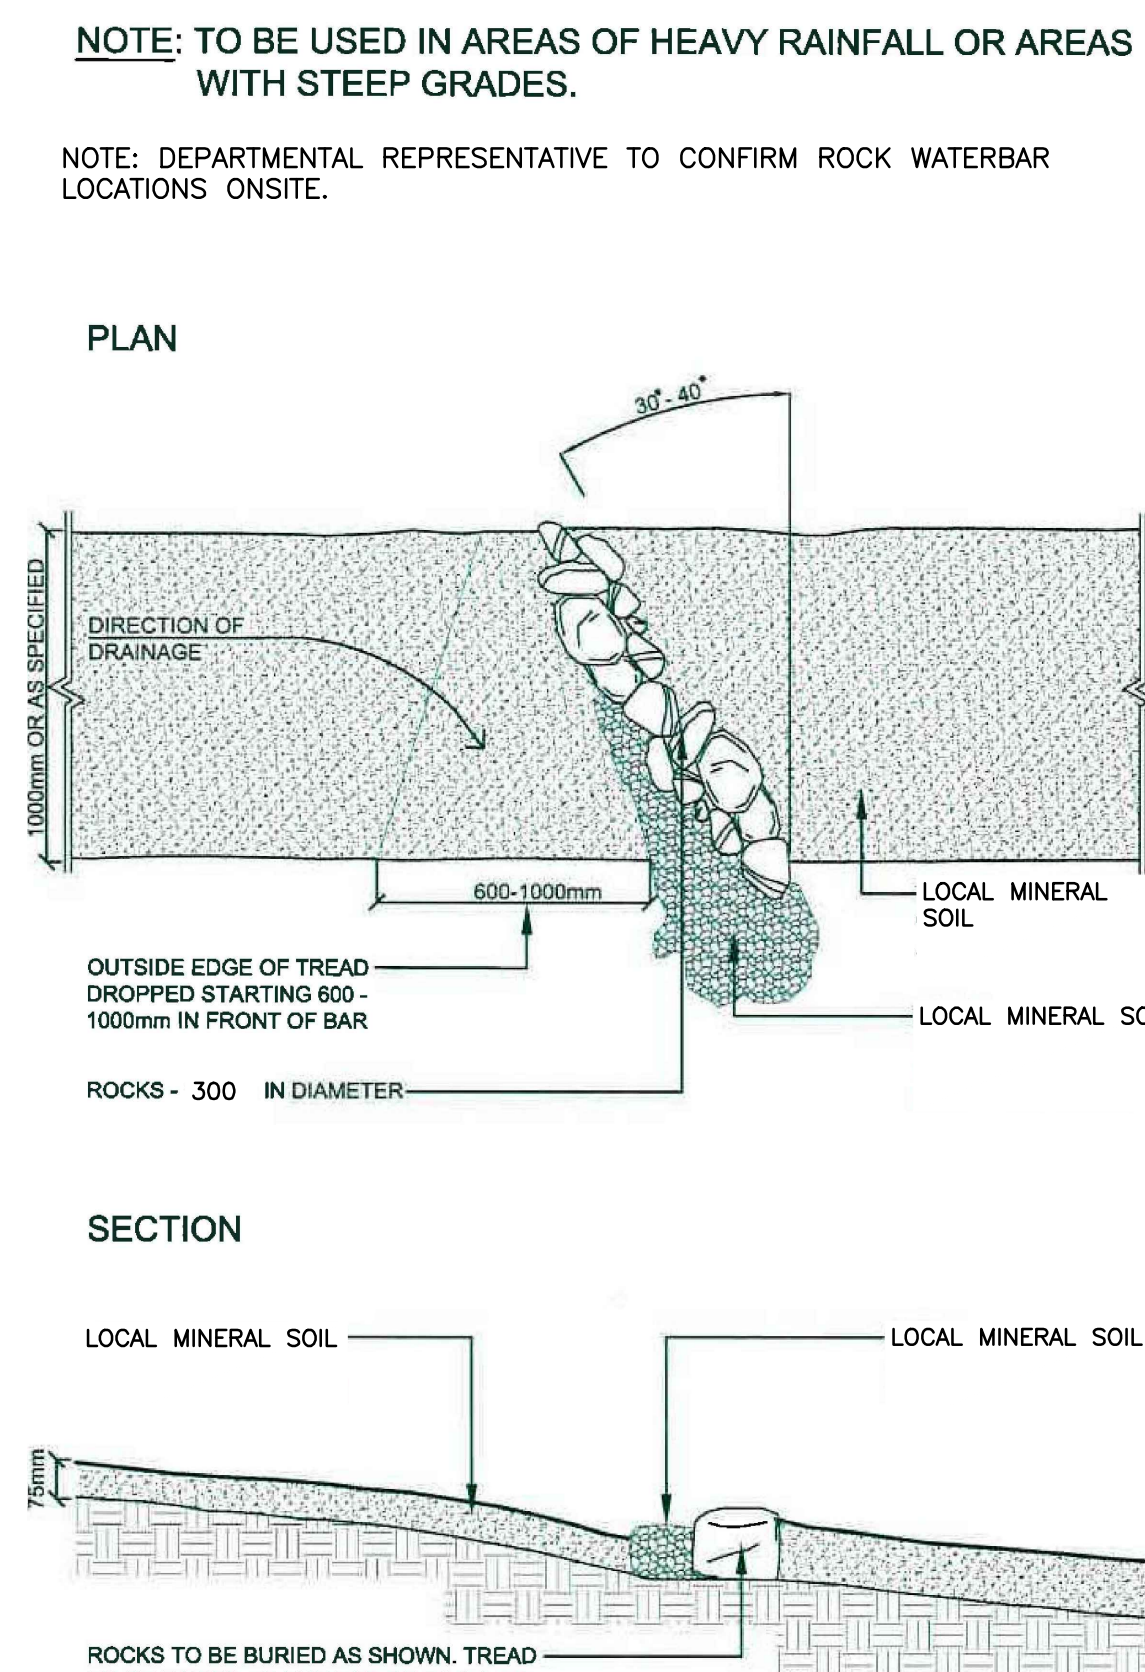 NOTE: TO BE USED IN AREAS OF HEAVY RAINFALL OR AREAS
WITH STEEP GRADES.
NOTE: DEPARTMENTAL REPRESENTATIVE TO CONFIRM ROCK WATERBAR
LOCATIONS ONSITE.
PLAN
30°- 40°
1000mm OR AS SPECIFIED
DIRECTION OF
DRAINAGE
600-1000mm
LOCAL MINERAL
SOIL
OUTSIDE EDGE OF TREAD
DROPPED STARTING 600 -
1000mm IN FRONT OF BAR
LOCAL MINERAL
ROCKS - 300 IN DIAMETER
SECTION
LOCAL MINERAL SOIL
LOCAL MINERAL SOIL
75mm
ROCKS TO BE BURIED AS SHOWN. TREAD